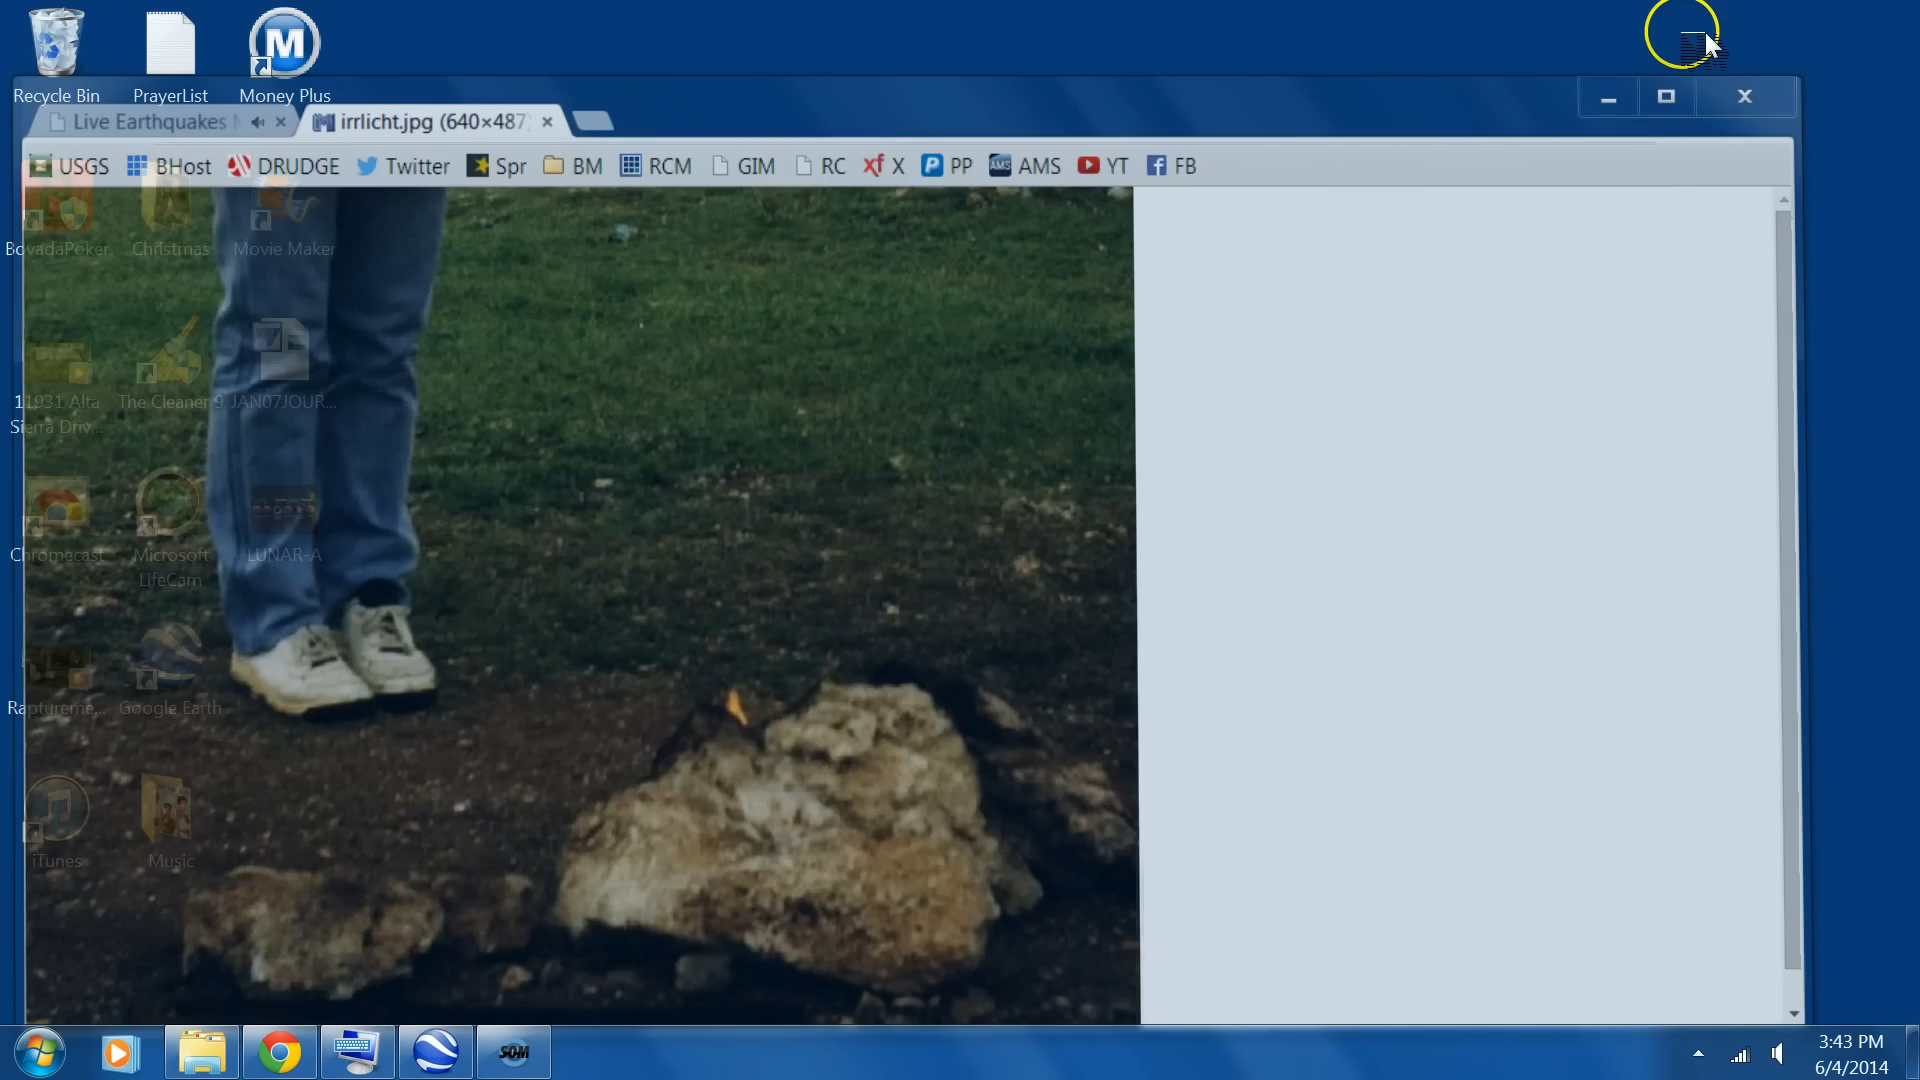 Recycle Bin
PrayerList
Money Plus
Live Earthquakes
irrlicht.jpg (640×487)
USGS BHost DRUDGE Twitter Spr BM RCM GIM RC X PP AMS YT FB
BovadaPoker
Christmas
Movie Maker
11931 Alta
Sierra Driv...
The Cleaner 9
JAN07JOUR...
Chromecast
Microsoft
LifeCam
LUNAR-A
Raptureme...
Google Earth
iTunes
Music
SOM
3:43 PM
6/4/2014